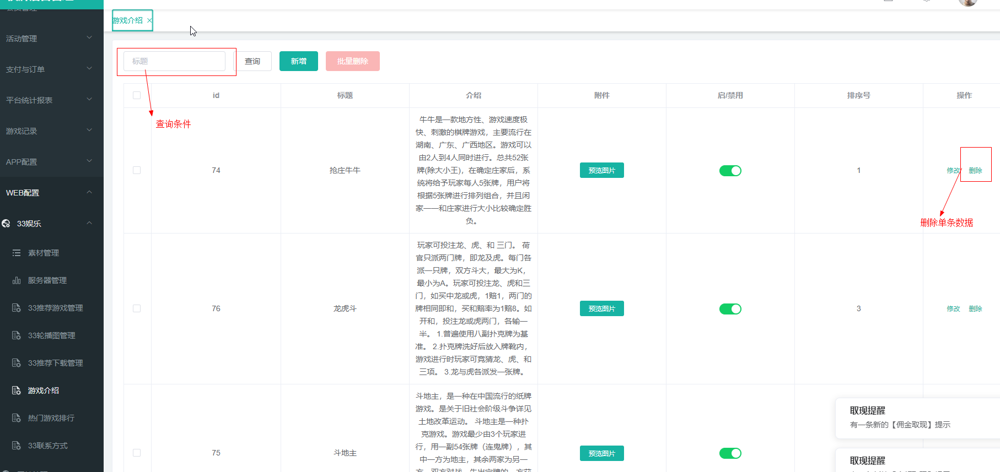 游戏介绍
活动管理
支付与订单
平台统计报表
游戏记录
APP配置
WEB配置
33娱乐
素材管理
服务器管理
33推荐游戏管理
33轮播图管理
33推荐下载管理
游戏介绍
热门游戏排行
33联系方式
标题
查询
新增
批量删除
查询条件
id
标题
介绍
附件
启/禁用
排序号
操作
74
抢庄牛牛
牛牛是一款地方性、游戏速度极
快、刺激的棋牌游戏，主要流行在
湖南、广东、广西地区。游戏可以
由2人到4人同时进行。总共52张
牌(除大小王)，在确定庄家后，系
统将给予玩家每人5张牌，用户将
根据5张牌进行排列组合，并且闲
家一一和庄家进行大小比较确定胜
负。
预览图片
1
修改
删除
删除单条数据
76
龙虎斗
玩家可投注龙、虎、和 三门。 荷
官只派两门牌，即龙及虎。每门各
派一只牌，双方斗大，最大为K，
最小为A。玩家可投注龙、虎和三
门，如买中龙或虎，1赔1，两门的
牌相同即和，买和赔率为1赔8。如
开和，投注龙或虎两门，各输一
半。 1.普遍使用八副扑克牌为基
准。 2.扑克牌洗好后放入牌靴内，
游戏进行时玩家可竟猜龙、虎、和
三项。 3.龙与虎各派发一张牌。
预览图片
3
修改
删除
75
斗地主
斗地主，是一种在中国流行的纸牌
游戏。是关于旧社会阶级斗争详见
土地改革运动。 斗地主是一种扑
克游戏。游戏最少由3个玩家进
行，用一副54张牌（连鬼牌），其
中一方为地主，其余两家为另一
预览图片
取现提醒
有一条新的【佣金取现】提示
取现提醒